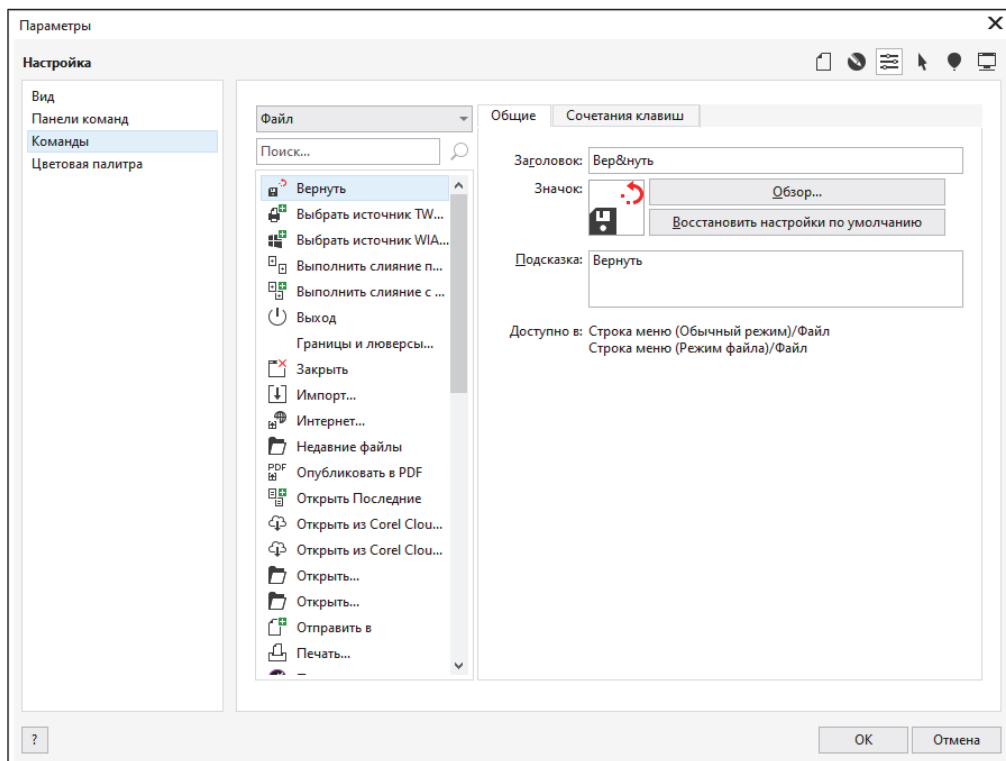 Параметры
Настройка
Вид
Панели команд
Команды
Цветовая палитра
Файл
Поиск...
Вернуть
Выбрать источник TW...
Выбрать источник WIA...
Выполнить слияние п...
Выполнить слияние с ...
Выход
Границы и люверсы...
Закрыть
Импорт...
Интернет...
Недавние файлы
PDF
Опубликовать в PDF
Открыть Последние
Открыть из Corel Clou...
Открыть из Corel Clou...
Открыть...
Открыть...
Отправить в
Печать...
Общие
Сочетания клавиш
Заголовок: Вер&нуть
Значок:
Обзор...
Восстановить настройки по умолчанию
Подсказка: Вернуть
Доступно в: Строка меню (Обычный режим)/Файл
Строка меню (Режим файла)/Файл
?
OK
Отмена